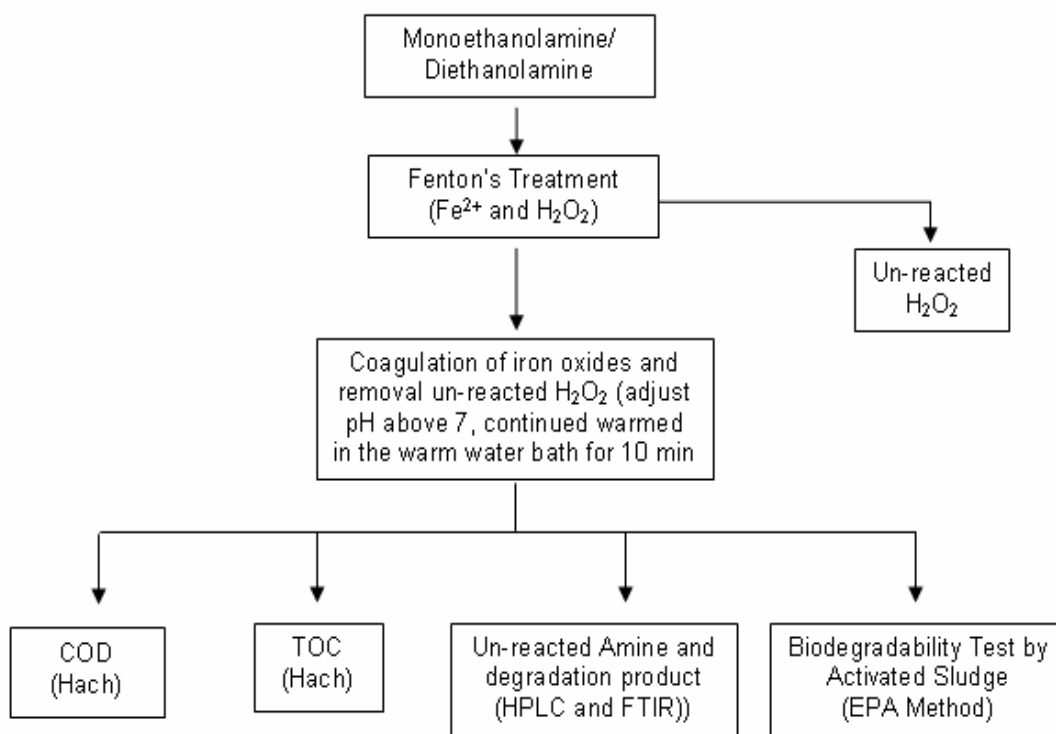 Monoethanolamine/
Diethanolamine
Fenton's Treatment
(Fe²⁺ and H₂O₂)
Un-reacted
H₂O₂
Coagulation of iron oxides and
removal un-reacted H₂O₂ (adjust
pH above 7, continued warmed
in the warm water bath for 10 min
COD
(Hach)
TOC
(Hach)
Un-reacted Amine and
degradation product
(HPLC and FTIR))
Biodegradability Test by
Activated Sludge
(EPA Method)